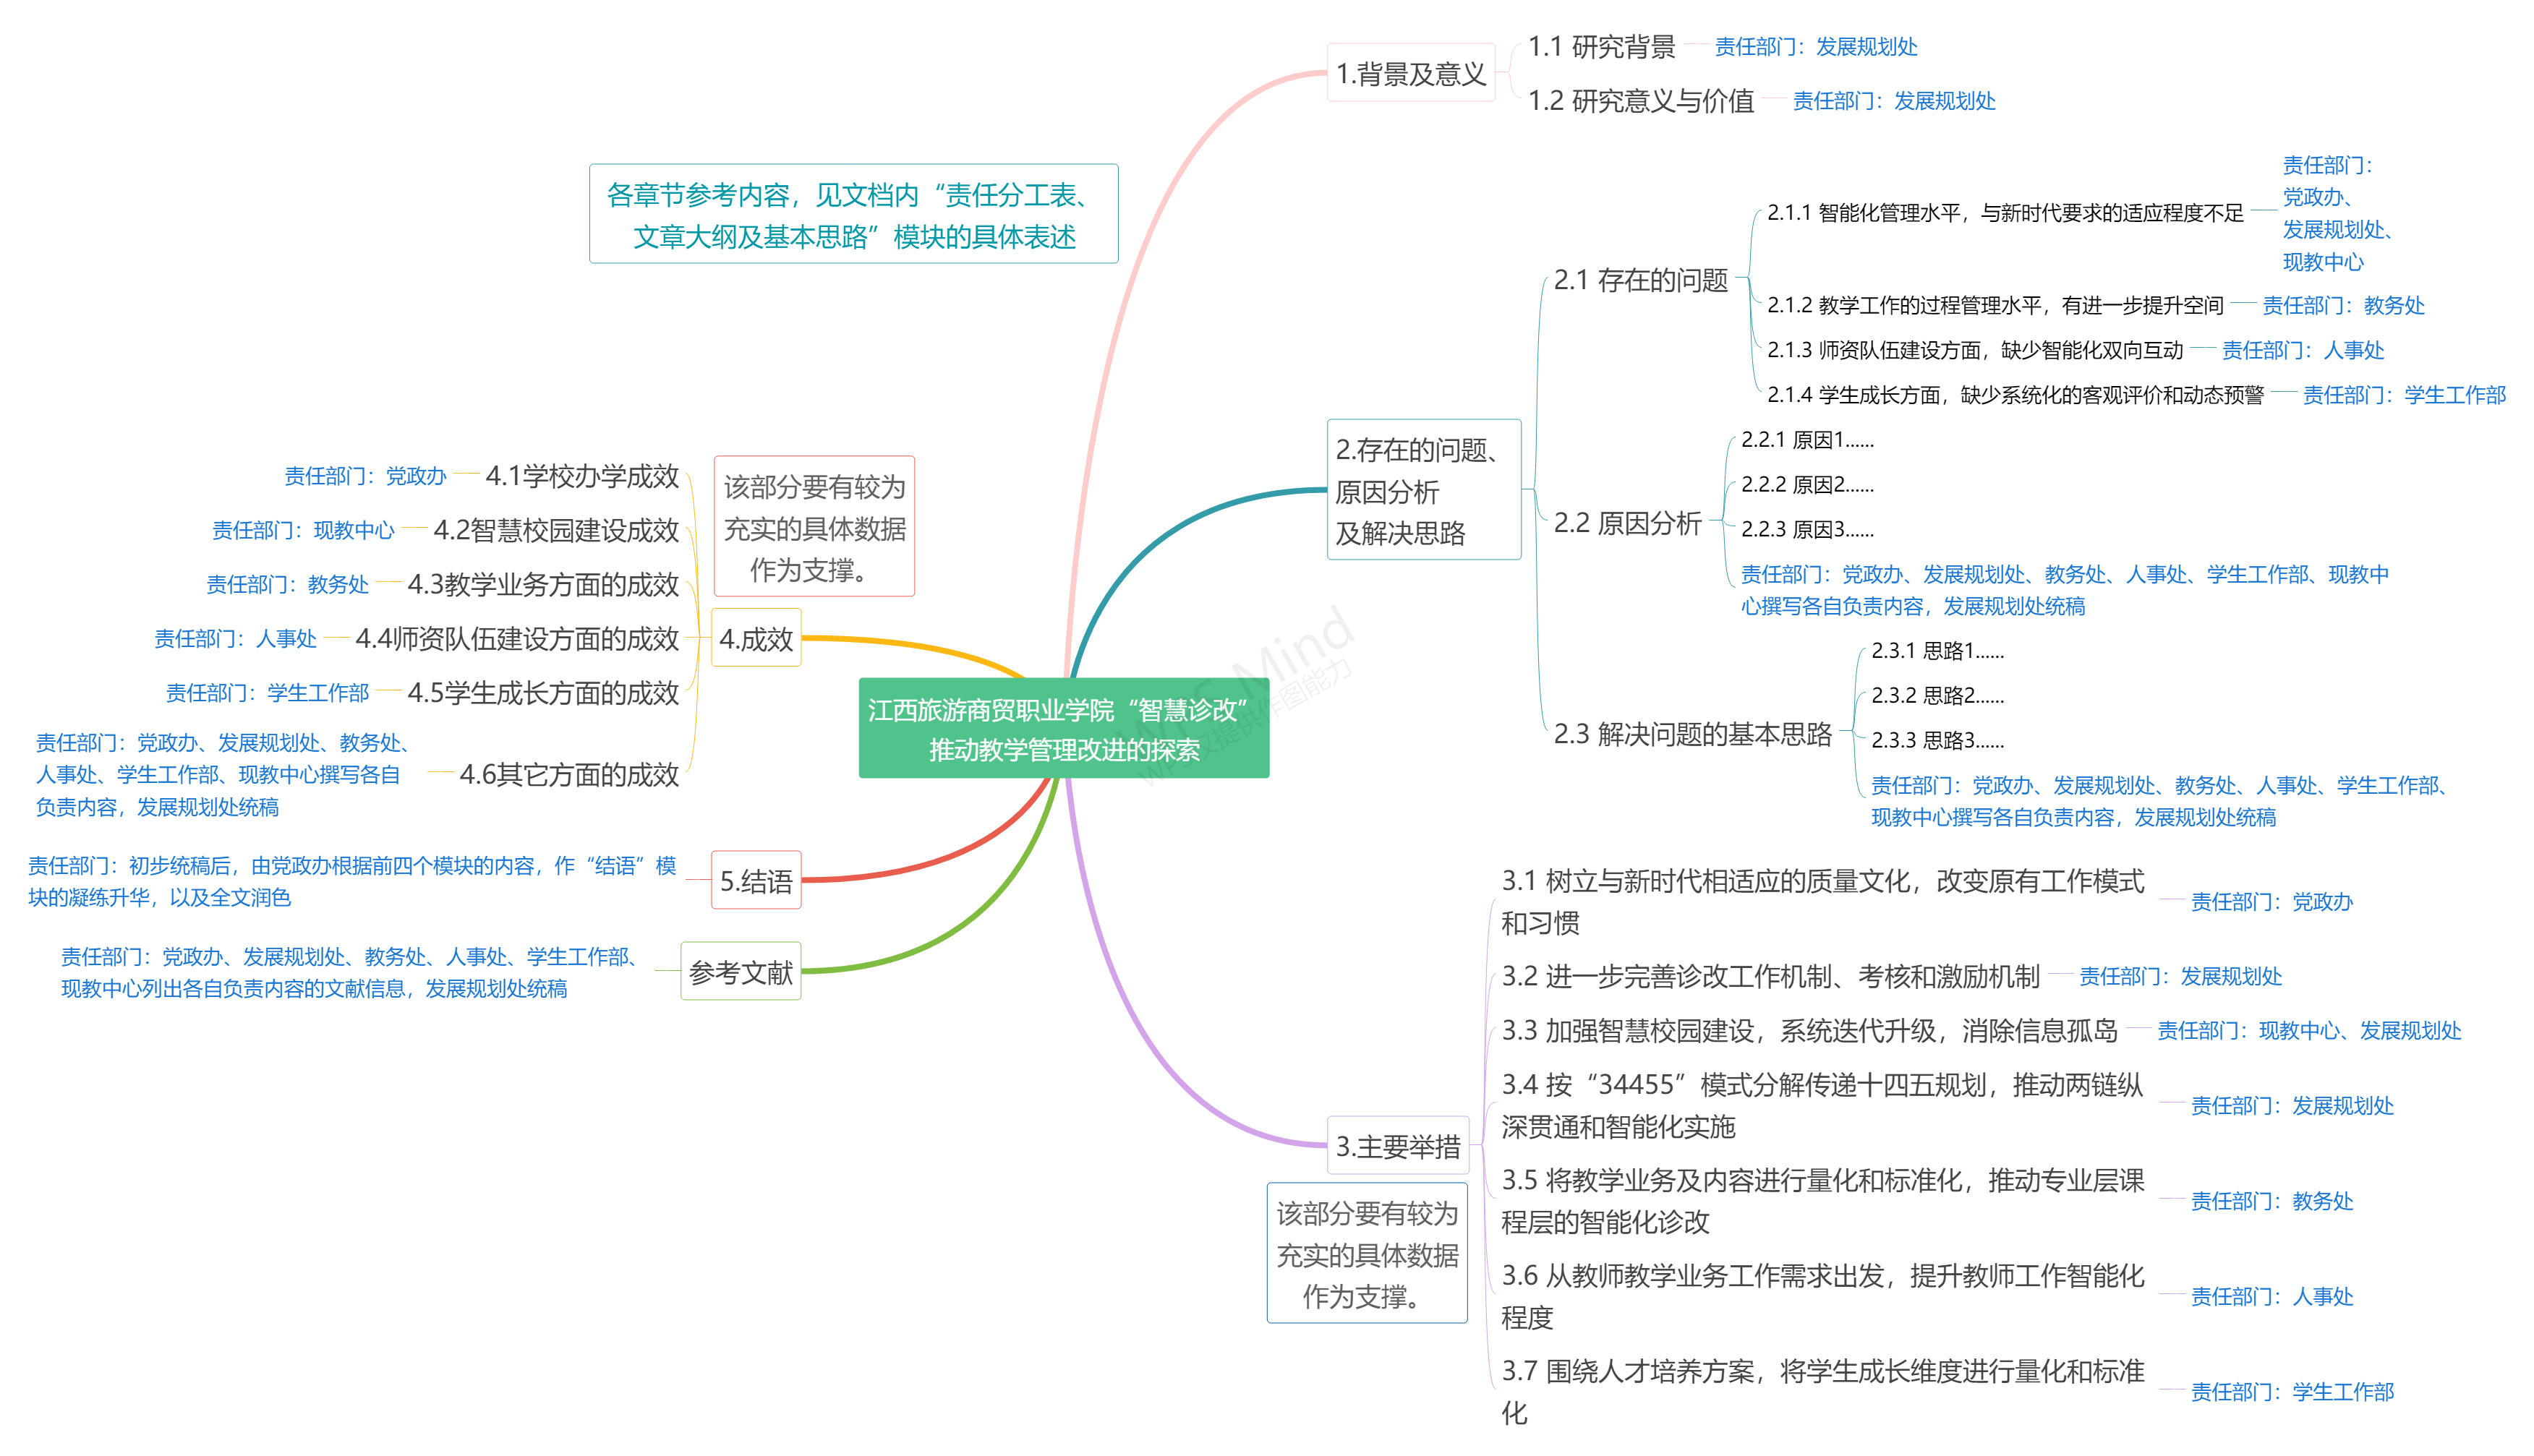 江西旅游商贸职业学院“智慧诊改”
推动教学管理改进的探索
各章节参考内容，见文档内“责任分工表、
文章大纲及基本思路”模块的具体表述
1.背景及意义
1.1 研究背景
责任部门：发展规划处
1.2 研究意义与价值
责任部门：发展规划处
2.存在的问题、
原因分析
及解决思路
2.1 存在的问题
2.1.1 智能化管理水平，与新时代要求的适应程度不足
责任部门：
党政办、
发展规划处、
现教中心
2.1.2 教学工作的过程管理水平，有进一步提升空间
责任部门：教务处
2.1.3 师资队伍建设方面，缺少智能化双向互动
责任部门：人事处
2.1.4 学生成长方面，缺少系统化的客观评价和动态预警
责任部门：学生工作部
2.2 原因分析
2.2.1 原因1......
2.2.2 原因2......
2.2.3 原因3......
责任部门：党政办、发展规划处、教务处、人事处、学生工作部、现教中
心撰写各自负责内容，发展规划处统稿
2.3 解决问题的基本思路
2.3.1 思路1......
2.3.2 思路2......
2.3.3 思路3......
责任部门：党政办、发展规划处、教务处、人事处、学生工作部、
现教中心撰写各自负责内容，发展规划处统稿
3.主要举措
该部分要有较为
充实的具体数据
作为支撑。
3.1 树立与新时代相适应的质量文化，改变原有工作模式
和习惯
责任部门：党政办
3.2 进一步完善诊改工作机制、考核和激励机制
责任部门：发展规划处
3.3 加强智慧校园建设，系统迭代升级，消除信息孤岛
责任部门：现教中心、发展规划处
3.4 按“34455”模式分解传递十四五规划，推动两链纵
深贯通和智能化实施
责任部门：发展规划处
3.5 将教学业务及内容进行量化和标准化，推动专业层课
程层的智能化诊改
责任部门：教务处
3.6 从教师教学业务工作需求出发，提升教师工作智能化
程度
责任部门：人事处
3.7 围绕人才培养方案，将学生成长维度进行量化和标准
化
责任部门：学生工作部
4.成效
该部分要有较为
充实的具体数据
作为支撑。
4.1学校办学成效
责任部门：党政办
4.2智慧校园建设成效
责任部门：现教中心
4.3教学业务方面的成效
责任部门：教务处
4.4师资队伍建设方面的成效
责任部门：人事处
4.5学生成长方面的成效
责任部门：学生工作部
4.6其它方面的成效
责任部门：党政办、发展规划处、教务处、
人事处、学生工作部、现教中心撰写各自
负责内容，发展规划处统稿
5.结语
责任部门：初步统稿后，由党政办根据前四个模块的内容，作“结语”模
块的凝练升华，以及全文润色
参考文献
责任部门：党政办、发展规划处、教务处、人事处、学生工作部、
现教中心列出各自负责内容的文献信息，发展规划处统稿
WPS Mind
WPS仅提供作图能力